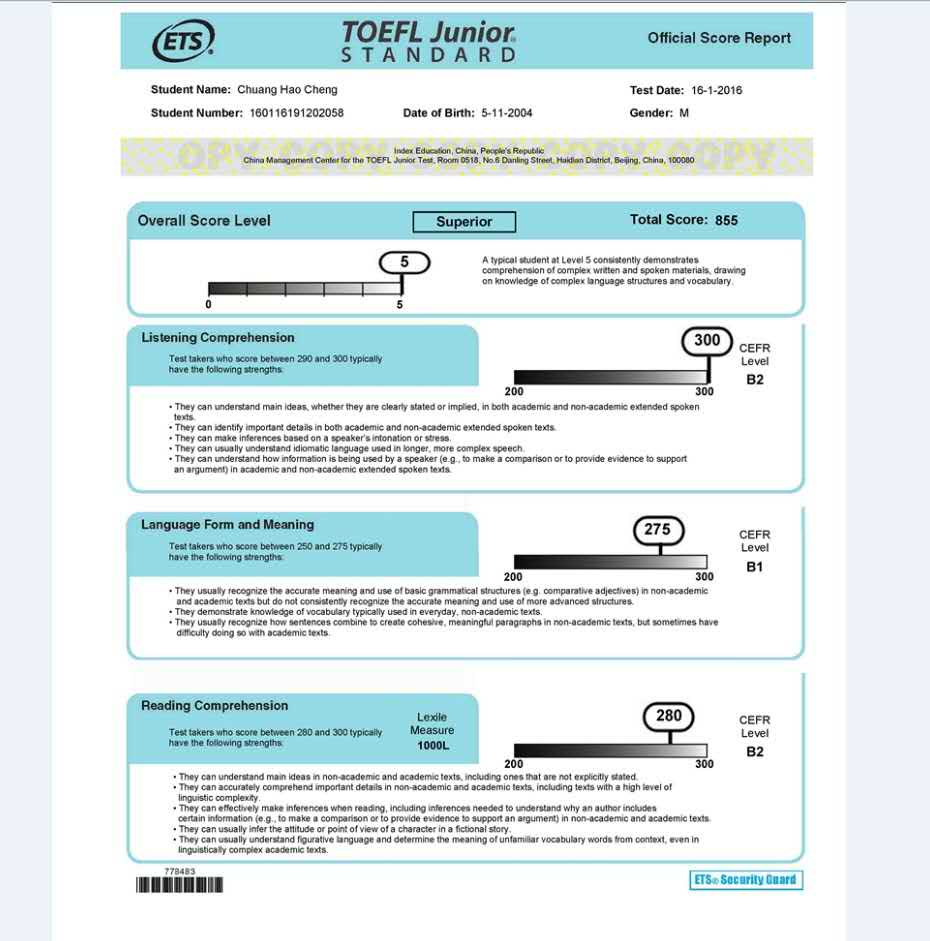 ETS®
TOEFL Junior®
STANDARD
Official Score Report
Student Name: Chuang Hao Cheng
Test Date: 16-1-2016
Student Number: 160116191202058
Date of Birth: 5-11-2004
Gender: M
OPY COPY COPY COPY COPY
Index Education, China, People's Republic
China Management Center for the TOEFL Junior Test, Room 0518, No.6 Danling Street, Haidian District, Beijing, China, 100080
Overall Score Level
Superior
Total Score: 855
5
0
5
A typical student at Level 5 consistently demonstrates
comprehension of complex written and spoken materials, drawing
on knowledge of complex language structures and vocabulary.
Listening Comprehension
Test takers who score between 290 and 300 typically
have the following strengths:
300
200
300
CEFR
Level
B2
• They can understand main ideas, whether they are clearly stated or implied, in both academic and non-academic extended spoken
texts.
• They can identify important details in both academic and non-academic extended spoken texts.
• They can make inferences based on a speaker's intonation or stress.
• They can usually understand idiomatic language used in longer, more complex speech.
• They can understand how information is being used by a speaker (e.g., to make a comparison or to provide evidence to support
an argument) in academic and non-academic extended spoken texts.
Language Form and Meaning
Test takers who score between 250 and 275 typically
have the following strengths:
275
200
300
CEFR
Level
B1
• They usually recognize the accurate meaning and use of basic grammatical structures (e.g. comparative adjectives) in non-academic
and academic texts but do not consistently recognize the accurate meaning and use of more advanced structures.
• They demonstrate knowledge of vocabulary typically used in everyday, non-academic texts.
• They usually recognize how sentences combine to create cohesive, meaningful paragraphs in non-academic texts, but sometimes have
difficulty doing so with academic texts.
Reading Comprehension
Test takers who score between 280 and 300 typically
have the following strengths:
Lexile
Measure
1000L
280
200
300
CEFR
Level
B2
• They can understand main ideas in non-academic and academic texts, including ones that are not explicitly stated.
• They can accurately comprehend important details in non-academic and academic texts, including texts with a high level of
linguistic complexity.
• They can effectively make inferences when reading, including inferences needed to understand why an author includes
certain information (e.g., to make a comparison or to provide evidence to support an argument) in non-academic and academic texts.
• They can usually infer the attitude or point of view of a character in a fictional story.
• They can usually understand figurative language and determine the meaning of unfamiliar vocabulary words from context, even in
linguistically complex academic texts.
778483
ETS® Security Guard